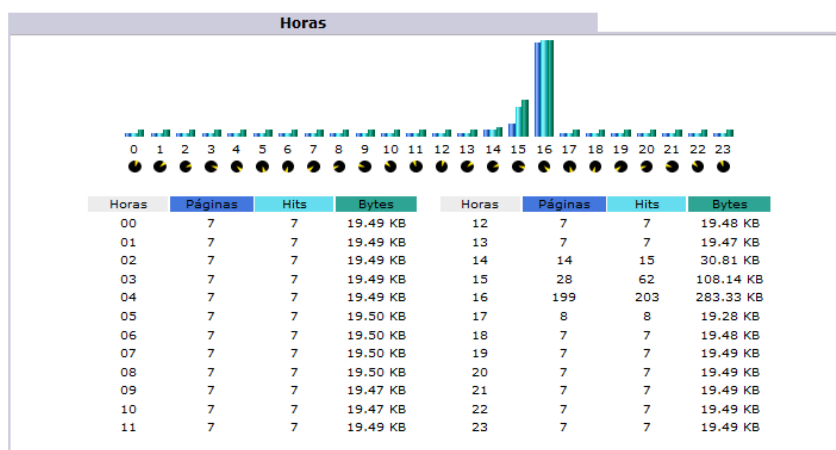 Horas
0 1 2 3 4 5 6 7 8 9 10 11 12 13 14 15 16 17 18 19 20 21 22 23
Horas Páginas Hits Bytes Horas Páginas Hits Bytes
00 7 7 19.49 KB 12 7 7 19.48 KB
01 7 7 19.49 KB 13 7 7 19.47 KB
02 7 7 19.49 KB 14 14 15 30.81 KB
03 7 7 19.49 KB 15 28 62 108.14 KB
04 7 7 19.49 KB 16 199 203 283.33 KB
05 7 7 19.50 KB 17 8 8 19.28 KB
06 7 7 19.50 KB 18 7 7 19.48 KB
07 7 7 19.50 KB 19 7 7 19.49 KB
08 7 7 19.50 KB 20 7 7 19.49 KB
09 7 7 19.47 KB 21 7 7 19.49 KB
10 7 7 19.47 KB 22 7 7 19.49 KB
11 7 7 19.49 KB 23 7 7 19.49 KB